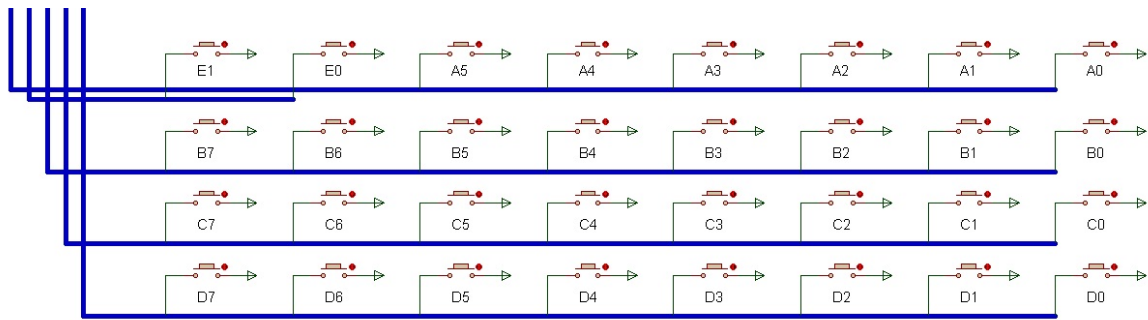 E1 E0 A5 A4 A3 A2 A1 A0
B7 B6 B5 B4 B3 B2 B1 B0
C7 C6 C5 C4 C3 C2 C1 C0
D7 D6 D5 D4 D3 D2 D1 D0